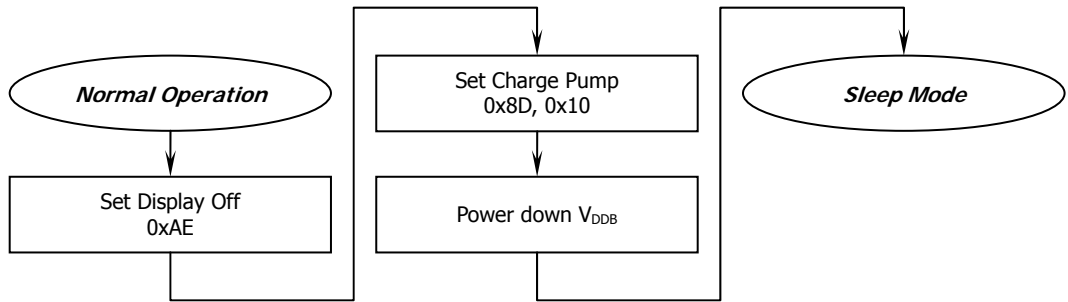 Normal Operation
Set Display Off
0xAE
Set Charge Pump
0x8D, 0x10
Power down VDDB
Sleep Mode